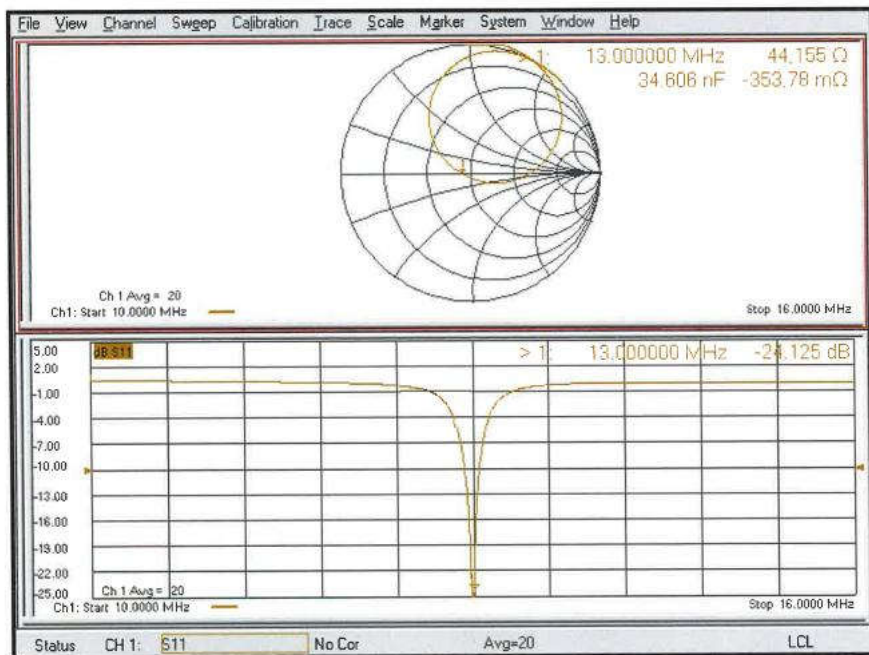 File View Channel Sweep Calibration Trace Scale Marker System Window Help
> 1: 13.000000 MHz 44.155 Ω
34.606 nF -353.78 mΩ
1
Ch 1 Avg = 20
Ch1: Start 10.0000 MHz
Stop 16.0000 MHz
5.00
dB S11
> 1: 13.000000 MHz -24.125 dB
2.00
-1.00
-4.00
-7.00
-10.00
-13.00
-16.00
-19.00
-22.00
-25.00
Ch 1 Avg = 20
Ch1: Start 10.0000 MHz
Stop 16.0000 MHz
Status CH 1: S11 No Cor Avg=20 LCL